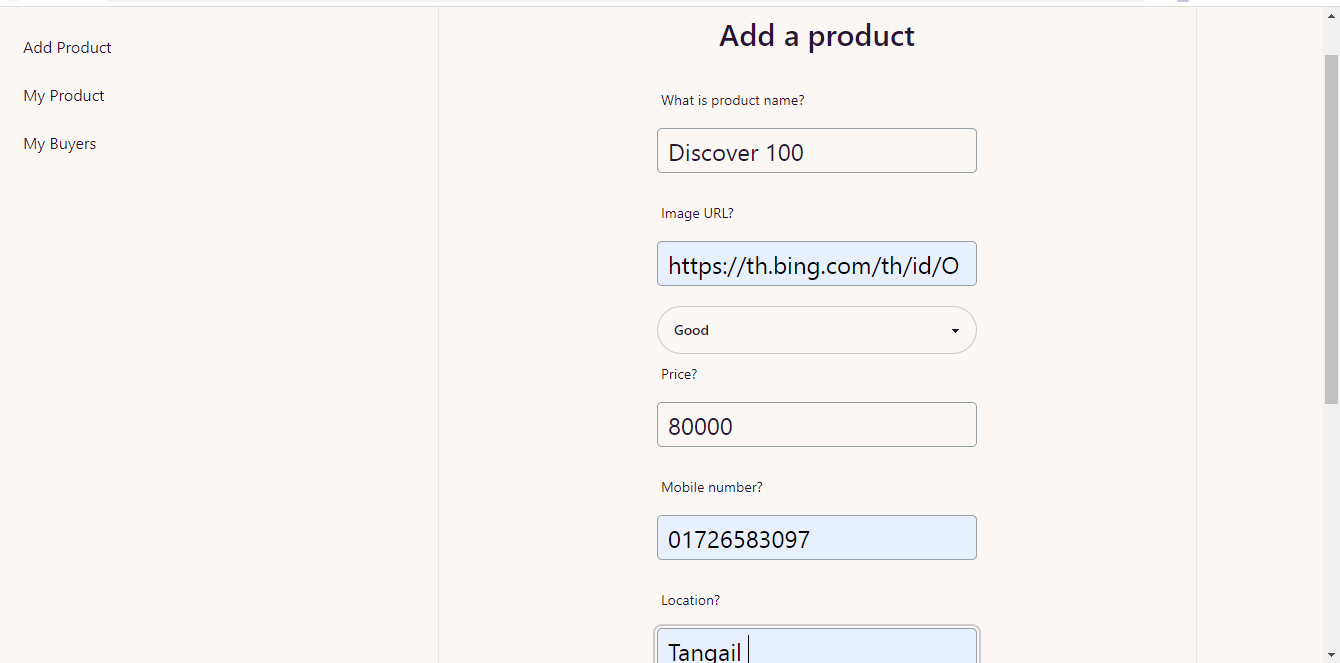 Add Product
My Product
My Buyers
Add a product
What is product name?
Discover 100
Image URL?
https://th.bing.com/th/id/O
Good
Price?
80000
Mobile number?
01726583097
Location?
Tangail